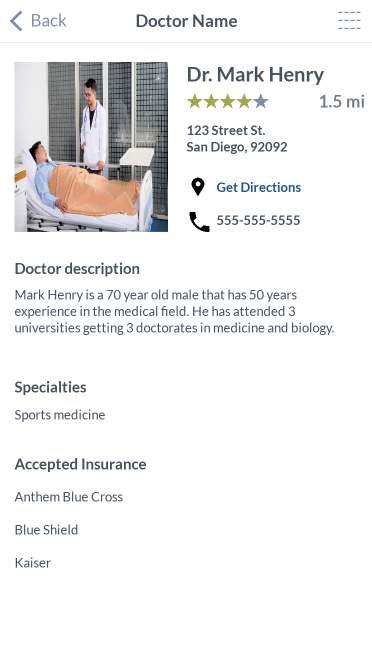 Back
Doctor Name
Dr. Mark Henry
1.5 mi
123 Street St.
San Diego, 92092
Get Directions
555-555-5555
Doctor description
Mark Henry is a 70 year old male that has 50 years
experience in the medical field. He has attended 3
universities getting 3 doctorates in medicine and biology.
Specialties
Sports medicine
Accepted Insurance
Anthem Blue Cross
Blue Shield
Kaiser